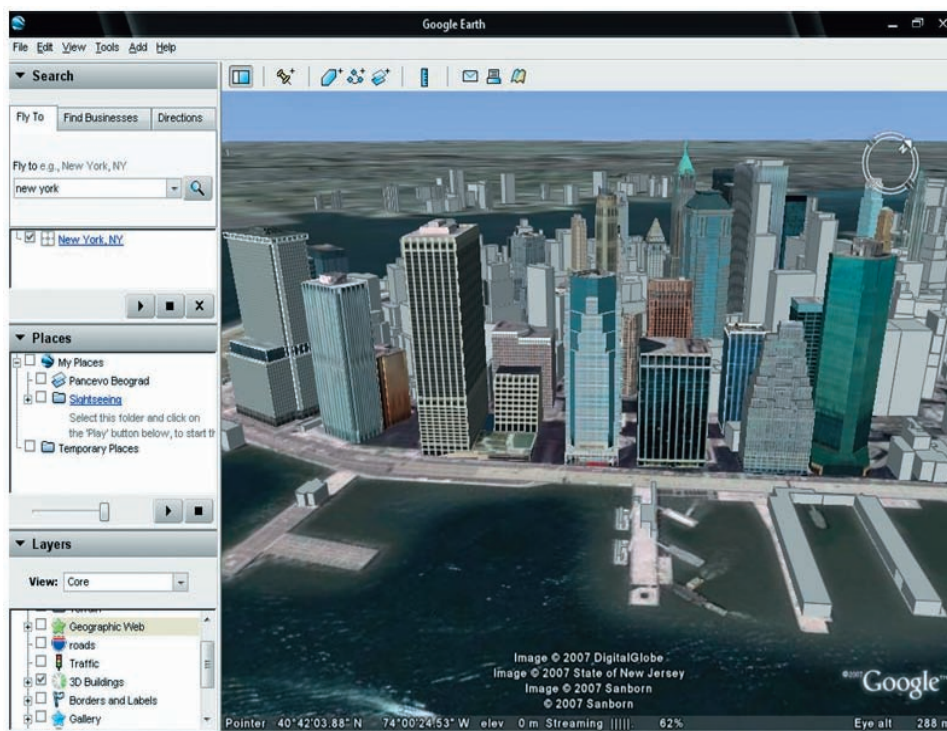 Google Earth
File Edit View Tools Add Help
Search
Fly To Find Businesses Directions
Fly to e.g., New York, NY
new york
New York, NY
Places
My Places
Pancevo Beograd
Sightseeing
Select this folder and click on
the 'Play' button below, to start th
Temporary Places
Layers
View: Core
Terrain
Geographic Web
roads
Traffic
3D Buildings
Borders and Labels
Gallery
Image © 2007 DigitalGlobe
Image © 2007 State of New Jersey
Image © 2007 Sanborn
© 2007 Sanborn
©2007 Google™
Pointer 40°42'03.88" N 74°00'24.53" W elev 0 m Streaming |||||. 62% Eye alt 288 m